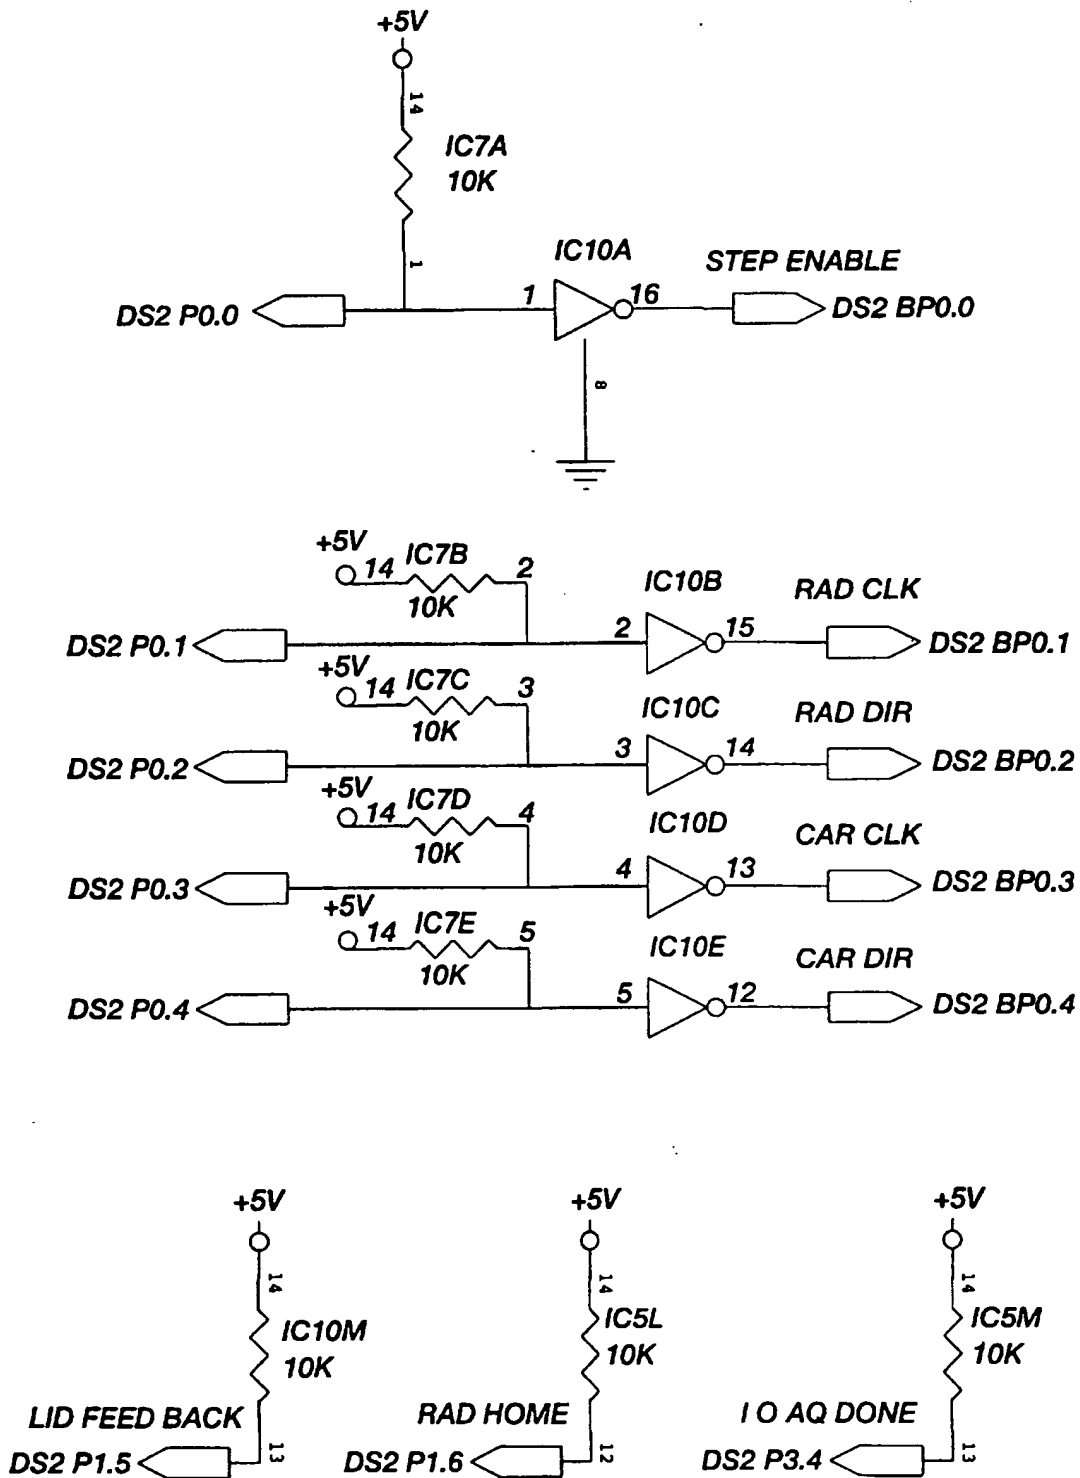 +5V
14
IC7A
10K
1
IC10A
STEP ENABLE
DS2 P0.0
1
16
DS2 BP0.0
8
+5V
14
IC7B
2
10K
IC10B
RAD CLK
DS2 P0.1
2
15
DS2 BP0.1
+5V
14
IC7C
3
10K
IC10C
RAD DIR
DS2 P0.2
3
14
DS2 BP0.2
+5V
14
IC7D
4
10K
IC10D
CAR CLK
DS2 P0.3
4
13
DS2 BP0.3
+5V
14
IC7E
5
10K
IC10E
CAR DIR
DS2 P0.4
5
12
DS2 BP0.4
+5V
14
IC10M
10K
LID FEED BACK
13
DS2 P1.5
+5V
14
IC5L
10K
RAD HOME
12
DS2 P1.6
+5V
14
IC5M
10K
I O AQ DONE
13
DS2 P3.4